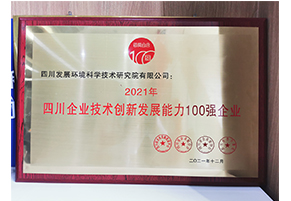 100
四川发展环境科学技术研究院有限公司：
2021年
四川企业技术创新发展能力100强企业
二〇二一年十二月